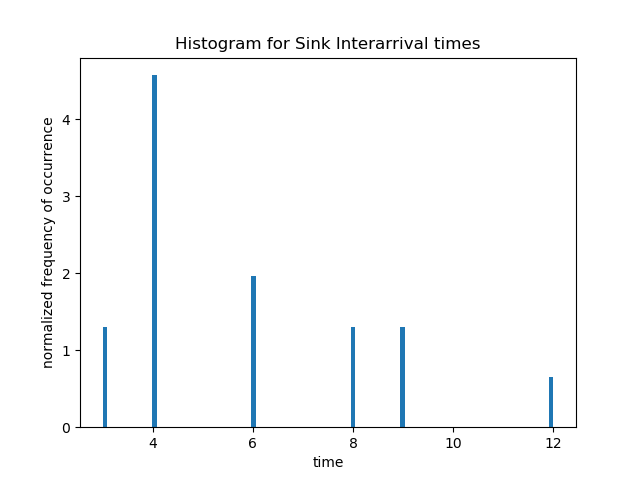 Histogram for Sink Interarrival times
normalized frequency of occurrence
4
3
2
1
0
4 6 8 10 12
time